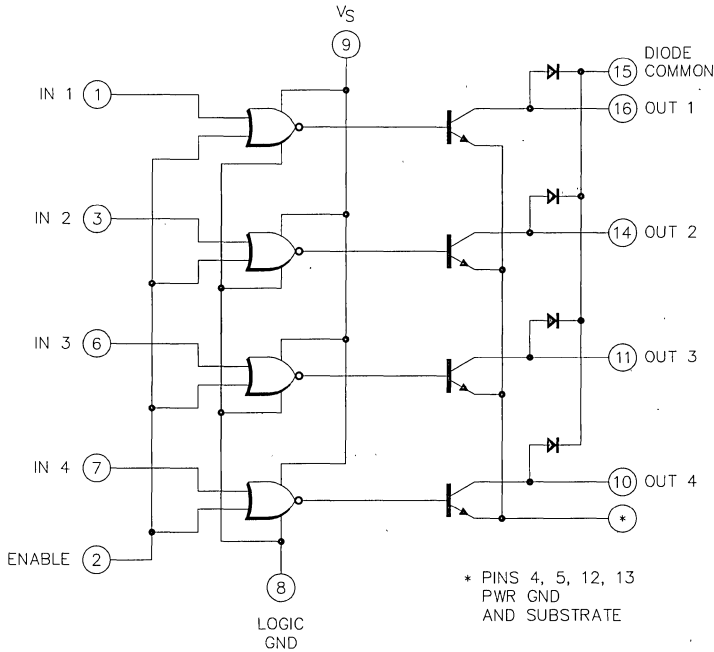 VS
9
DIODE
COMMON
15
IN 1 1
16 OUT 1
IN 2 3
14 OUT 2
IN 3 6
11 OUT 3
IN 4 7
10 OUT 4
*
ENABLE 2
8
LOGIC
GND
* PINS 4, 5, 12, 13
PWR GND
AND SUBSTRATE